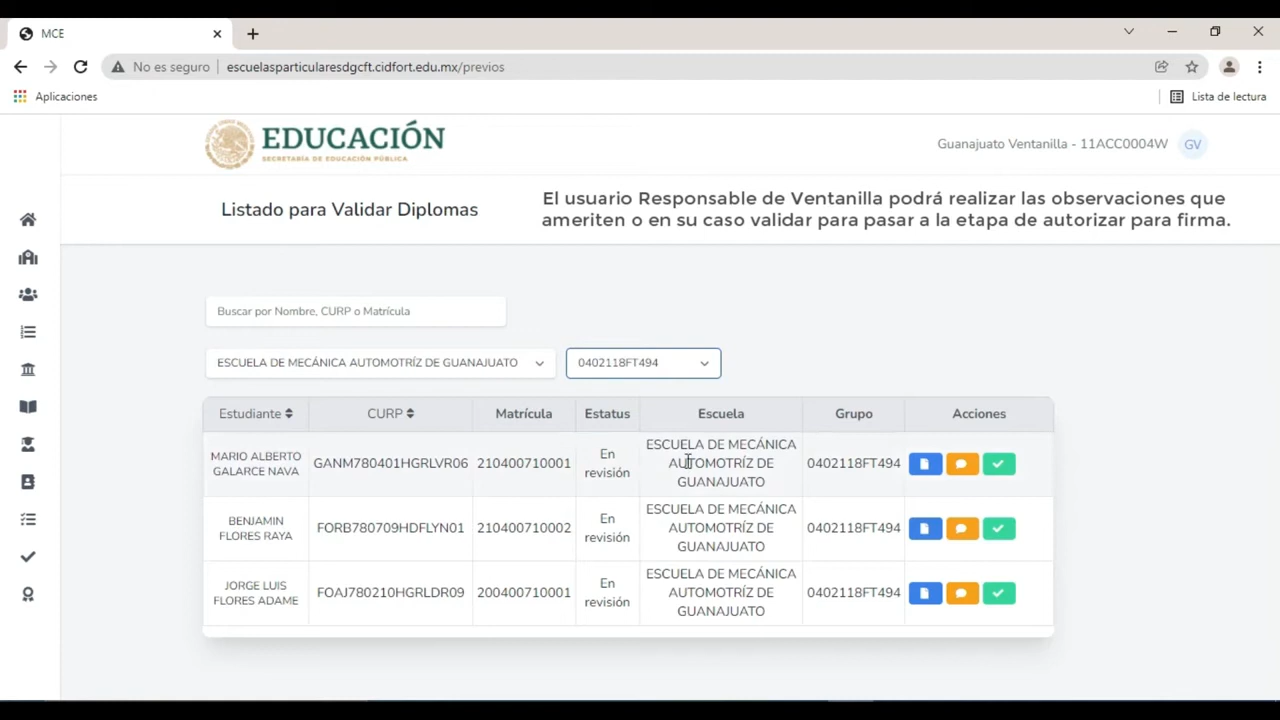 MCE
No es seguro
escuelasparticularesdgcft.cidfort.edu.mx/previos
Aplicaciones
Lista de lectura
EDUCACIÓN
SECRETARÍA DE EDUCACIÓN PÚBLICA
Guanajuato Ventanilla - 11ACC0004W
GV
Listado para Validar Diplomas
El usuario Responsable de Ventanilla podrá realizar las observaciones que
ameriten o en su caso validar para pasar a la etapa de autorizar para firma.
Buscar por Nombre, CURP o Matrícula
ESCUELA DE MECÁNICA AUTOMOTRÍZ DE GUANAJUATO
0402118FT494
Estudiante CURP Matrícula Estatus Escuela Grupo Acciones
MARIO ALBERTO
GALARCE NAVA
GANM780401HGRLVR06
210400710001
En
revisión
ESCUELA DE MECÁNICA
AUTOMOTRÍZ DE
GUANAJUATO
0402118FT494
BENJAMIN
FLORES RAYA
FORB780709HDFLYN01
210400710002
En
revisión
ESCUELA DE MECÁNICA
AUTOMOTRÍZ DE
GUANAJUATO
0402118FT494
JORGE LUIS
FLORES ADAME
FOAJ780210HGRLDR09
200400710001
En
revisión
ESCUELA DE MECÁNICA
AUTOMOTRÍZ DE
GUANAJUATO
0402118FT494